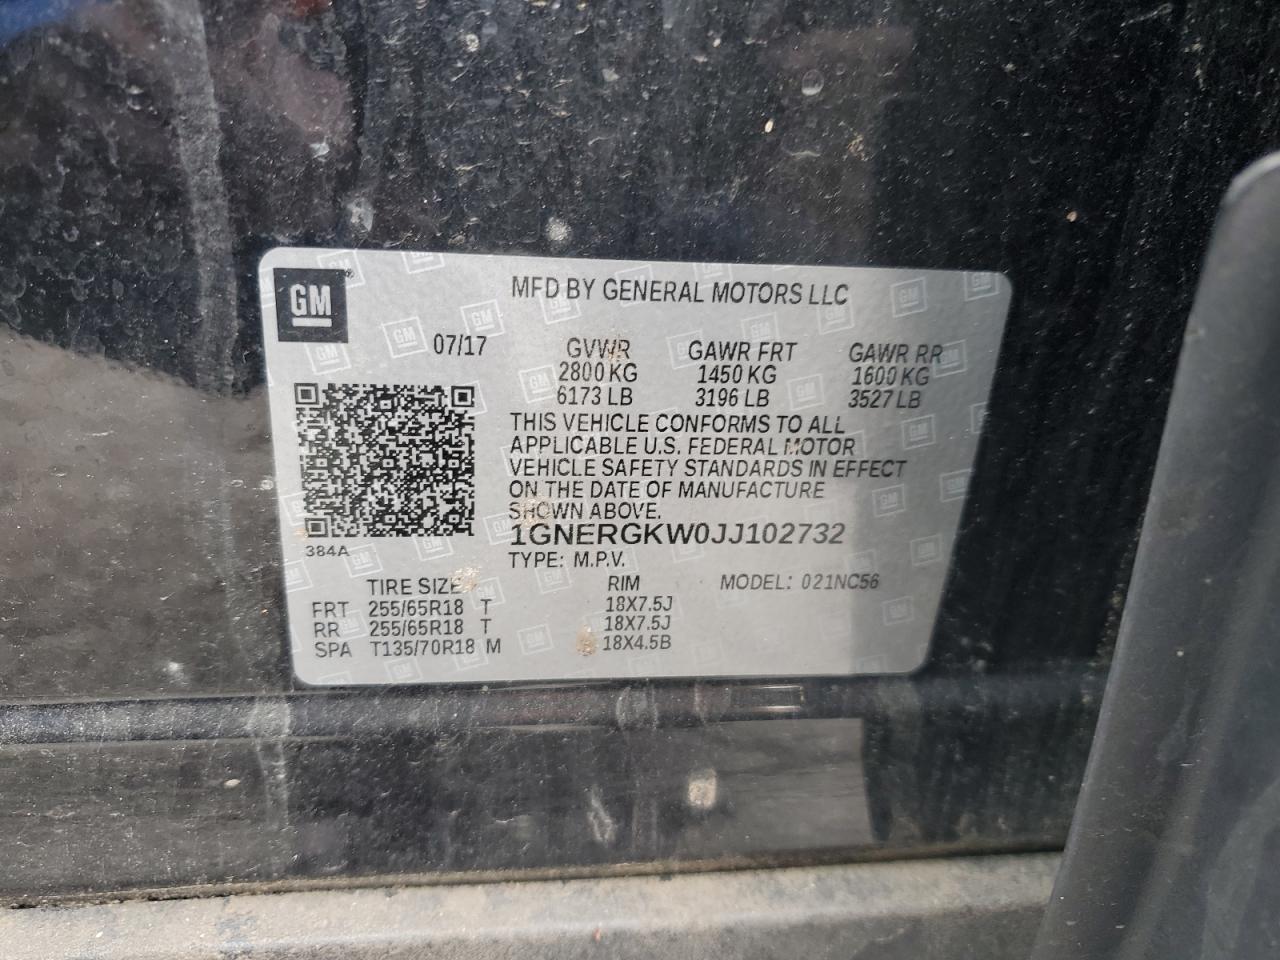 GM
MFD BY GENERAL MOTORS LLC
07/17
GVWR GAWR FRT GAWR RR
2800 KG 1450 KG 1600 KG
6173 LB 3196 LB 3527 LB
THIS VEHICLE CONFORMS TO ALL
APPLICABLE U.S. FEDERAL MOTOR
VEHICLE SAFETY STANDARDS IN EFFECT
ON THE DATE OF MANUFACTURE
SHOWN ABOVE.
1GNERGKW0JJ102732
384A
TYPE: M.P.V.
TIRE SIZE RIM MODEL: 021NC56
FRT 255/65R18 T 18X7.5J
RR 255/65R18 T 18X7.5J
SPA T135/70R18 M 18X4.5B